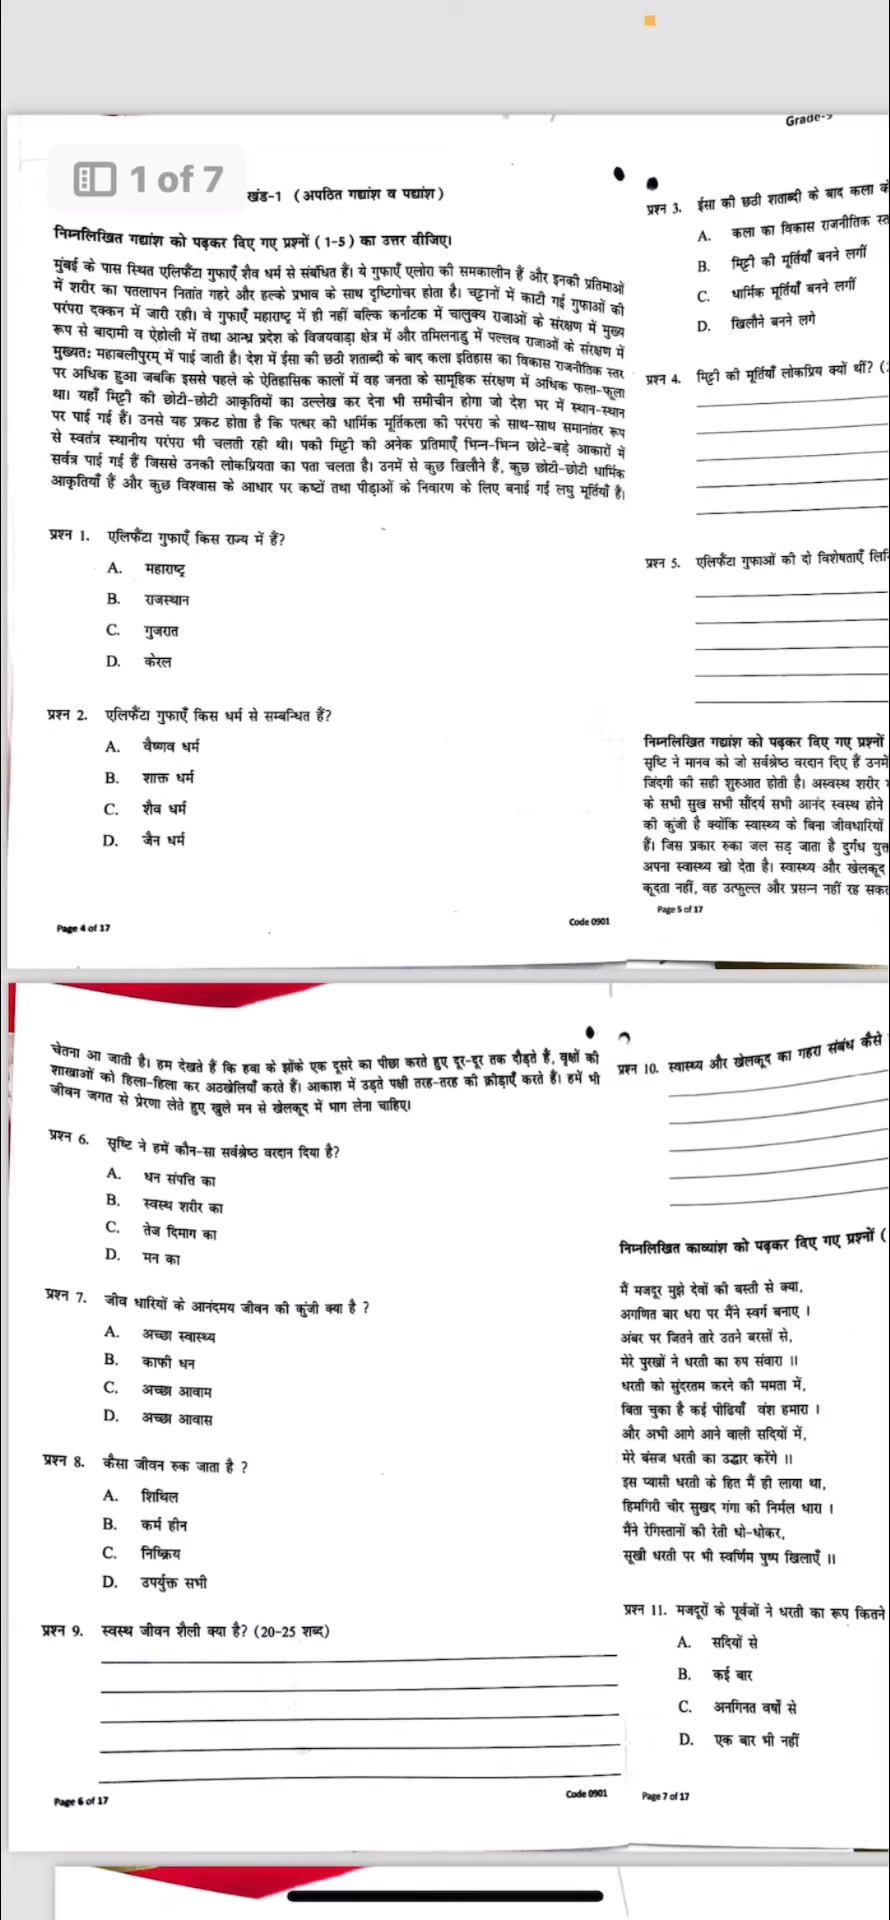 Grade-9
1 of 7
खंड-1 (अपठित गद्यांश व पद्यांश)
निम्नलिखित गद्यांश को पढ़कर दिए गए प्रश्नों (1-5) का उत्तर दीजिए।
मुंबई के पास स्थित एलिफैंटा गुफाएँ शैव धर्म से संबंधित हैं। ये गुफाएँ एलोरा की समकालीन हैं और इनकी प्रतिमाओं
में शरीर का पतलापन नितांत गहरे और हल्के प्रभाव के साथ दृष्टिगोचर होता है। चट्टानों में काटी गई गुफाओं की
परंपरा दक्कन में जारी रही। वे गुफाएँ महाराष्ट्र में ही नहीं बल्कि कर्नाटक में चालुक्य राजाओं के संरक्षण में मुख्य
रूप से बादामी व ऐहोली में तथा आन्ध्र प्रदेश के विजयवाड़ा क्षेत्र में और तमिलनाडु में पल्लव राजाओं के संरक्षण में
मुख्यतः महाबलीपुरम् में पाई जाती है। देश में ईसा की छठी शताब्दी के बाद कला इतिहास का विकास राजनीतिक स्तर
पर अधिक हुआ जबकि इससे पहले के ऐतिहासिक कालों में वह जनता के सामूहिक संरक्षण में अधिक फला-फूला
था। यहाँ मिट्टी की छोटी-छोटी आकृतियों का उल्लेख कर देना भी समीचीन होगा जो देश भर में स्थान-स्थान
पर पाई गई हैं। उनसे यह प्रकट होता है कि पत्थर की धार्मिक मूर्तिकला की परंपरा के साथ-साथ समानांतर रूप
से स्वतंत्र स्थानीय परंपरा भी चलती रही थी। पकी मिट्टी की अनेक प्रतिमाएँ भिन्न-भिन्न छोटे-बड़े आकारों में
सर्वत्र पाई गई हैं जिससे उनकी लोकप्रियता का पता चलता है। उनमें से कुछ खिलौने हैं, कुछ छोटी-छोटी धार्मिक
आकृतियाँ हैं और कुछ विश्वास के आधार पर कष्टों तथा पीड़ाओं के निवारण के लिए बनाई गई लघु मूर्तियाँ हैं।
प्रश्न 1. एलिफैंटा गुफाएँ किस राज्य में हैं?
A. महाराष्ट्र
B. राजस्थान
C. गुजरात
D. केरल
प्रश्न 2. एलिफैंटा गुफाएँ किस धर्म से सम्बन्धित हैं?
A. वैष्णव धर्म
B. शाक्त धर्म
C. शैव धर्म
D. जैन धर्म
Page 4 of 17
Code 0901
प्रश्न 3. ईसा की छठी शताब्दी के बाद कला
A. कला का विकास राजनीतिक
B. मिट्टी की मूर्तियाँ बनने लगीं
C. धार्मिक मूर्तियाँ बनने लगीं
D. खिलौने बनने लगे
प्रश्न 4. मिट्टी की मूर्तियाँ लोकप्रिय क्यों थीं? (
प्रश्न 5. एलिफैंटा गुफाओं की दो विशेषताएँ
निम्नलिखित गद्यांश को पढ़कर दिए गए प्रश्नों
सृष्टि ने मानव को जो सर्वश्रेष्ठ वरदान दिए हैं उनमें
जिंदगी की सही शुरुआत होती है। अस्वस्थ शरीर
के सभी सुख सभी सौंदर्य सभी आनंद स्वस्थ होने
की कुंजी है क्योंकि स्वास्थ्य के बिना जीवधारियों
हैं। जिस प्रकार रुका जल सड़ जाता है दुर्गंध
अपना स्वास्थ्य खो देता है। स्वास्थ्य और खेलकूद
कूदता नहीं, वह उत्फुल्ल और प्रसन्न नहीं रह
Page 5 of 17
चेतना आ जाती है। हम देखते हैं कि हवा के झोंके एक दूसरे का पीछा करते हुए दूर-दूर तक दौड़ते हैं, वृक्षों की
शाखाओं को हिला-हिला कर अठखेलियाँ करते हैं। आकाश में उड़ते पक्षी तरह-तरह की क्रीड़ाएँ करते हैं। हमें भी
जीवन जगत से प्रेरणा लेते हुए खुले मन से खेलकूद में भाग लेना चाहिए।
प्रश्न 6. सृष्टि ने हमें कौन-सा सर्वश्रेष्ठ वरदान दिया है?
A. धन संपत्ति का
B. स्वस्थ शरीर का
C. तेज दिमाग का
D. मन का
प्रश्न 7. जीव धारियों के आनंदमय जीवन की कुंजी क्या है ?
A. अच्छा स्वास्थ्य
B. काफी धन
C. अच्छा आवाम
D. अच्छा आवास
प्रश्न 8. कैसा जीवन रुक जाता है ?
A. शिथिल
B. कर्म हीन
C. निष्क्रिय
D. उपर्युक्त सभी
प्रश्न 9. स्वस्थ जीवन शैली क्या है? (20-25 शब्द)
Page 6 of 17
Code 0901
प्रश्न 10. स्वास्थ्य और खेलकूद का गहरा संबंध कैसे
निम्नलिखित काव्यांश को पढ़कर दिए गए प्रश्नों (
मैं मजदूर मुझे देवों की बस्ती से क्या,
अगणित बार धरा पर मैंने स्वर्ग बनाए ।
अंबर पर जितने तारे उतने बरसों से,
मेरे पुरखों ने धरती का रुप संवारा ।।
धरती को सुंदरतम करने की ममता में,
बिता चुका है कई पीढियाँ वंश हमारा ।
और अभी आगे आने वाली सदियों में,
मेरे बंसज धरती का उद्धार करेंगे ।।
इस प्यासी धरती के हित मैं ही लाया था,
हिमगिरी चीर सुखद गंगा की निर्मल धारा ।
मैंने रेगिस्तानों की रेती धो-धोकर,
सूखी धरती पर भी स्वर्णिम पुष्प खिलाएँ ।।
प्रश्न 11. मजदूरों के पूर्वजों ने धरती का रूप कितने
A. सदियों से
B. कई बार
C. अनगिनत वर्षों से
D. एक बार भी नहीं
Page 7 of 17